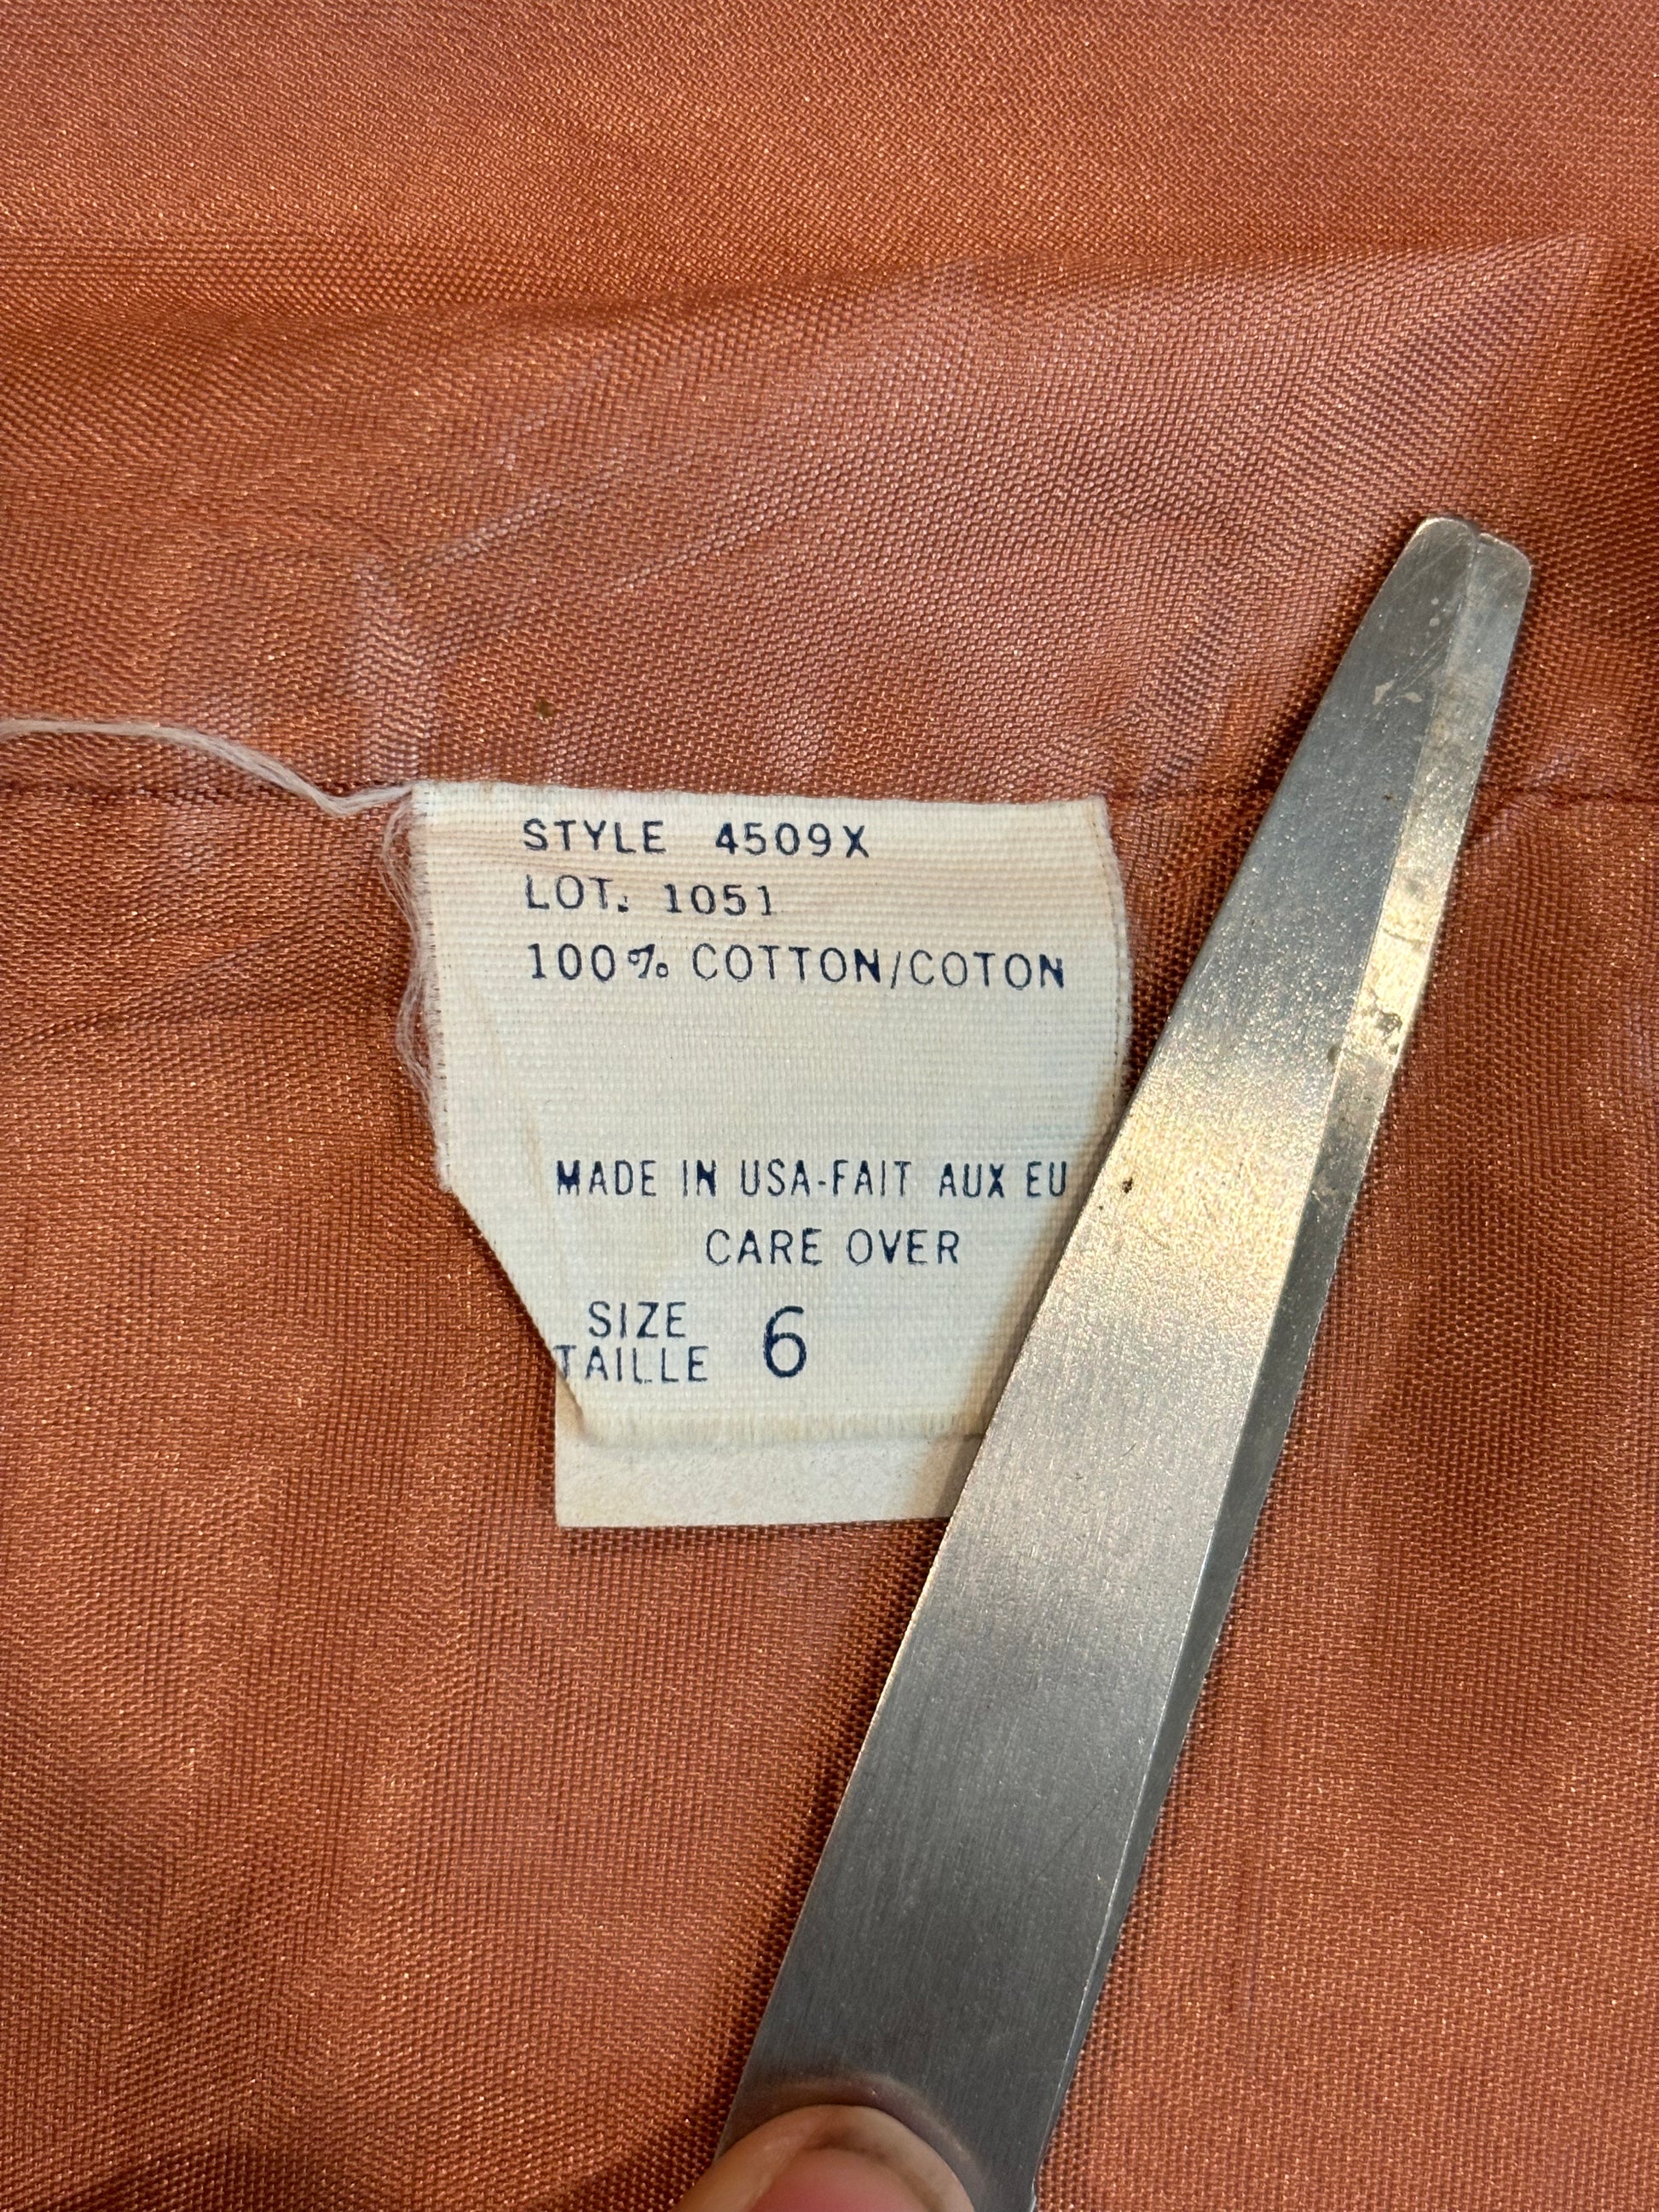 STYLE 4509X
LOT. 1051
100% COTTON/COTON
MADE IN USA-FAIT AUX EU
CARE OVER
SIZE 6
TAILLE